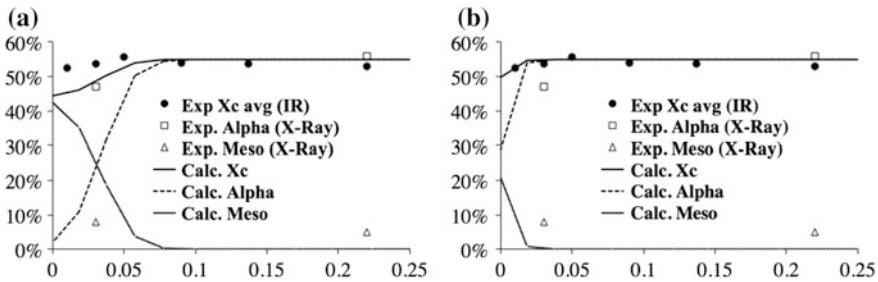 (a)
60%
50%
40%
30%
20%
10%
0%
0
0.05
0.1
0.15
0.2
0.25
Exp Xc avg (IR)
Exp. Alpha (X-Ray)
Exp. Meso (X-Ray)
Calc. Xc
Calc. Alpha
Calc. Meso
(b)
60%
50%
40%
30%
20%
10%
0%
0
0.05
0.1
0.15
0.2
0.25
Exp Xc avg (IR)
Exp. Alpha (X-Ray)
Exp. Meso (X-Ray)
Calc. Xc
Calc. Alpha
Calc. Meso